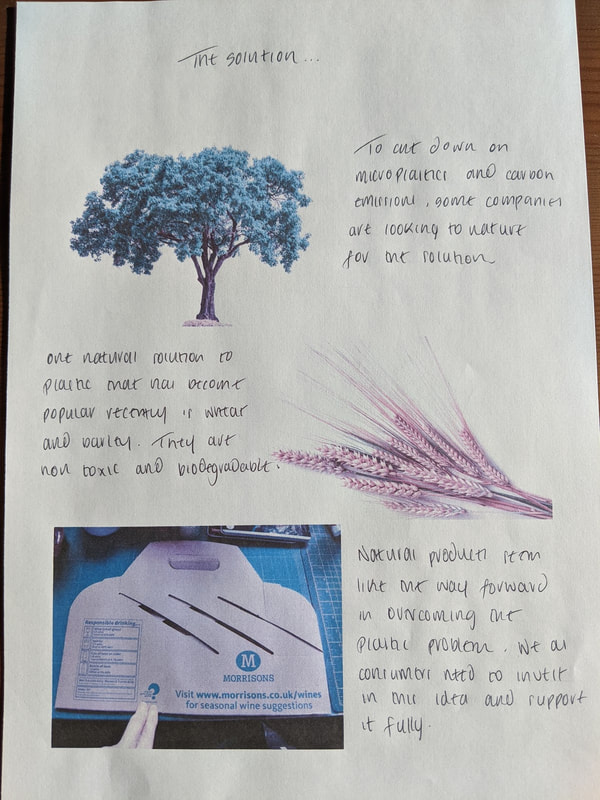 The solution...
To cut down on
microplastics and carbon
emissions, some companies
are looking to nature
for the solution
One natural solution to
plastic that has become
popular recently is wheat
and barley. They are
non toxic and biodegradable.
Responsible drinking
M
MORRISONS
Visit www.morrisons.co.uk/wines
for seasonal wine suggestions
Natural products seem
like the way forward
in overcoming the
plastic problem. We as
consumers need to invest
in this idea and support
it fully.